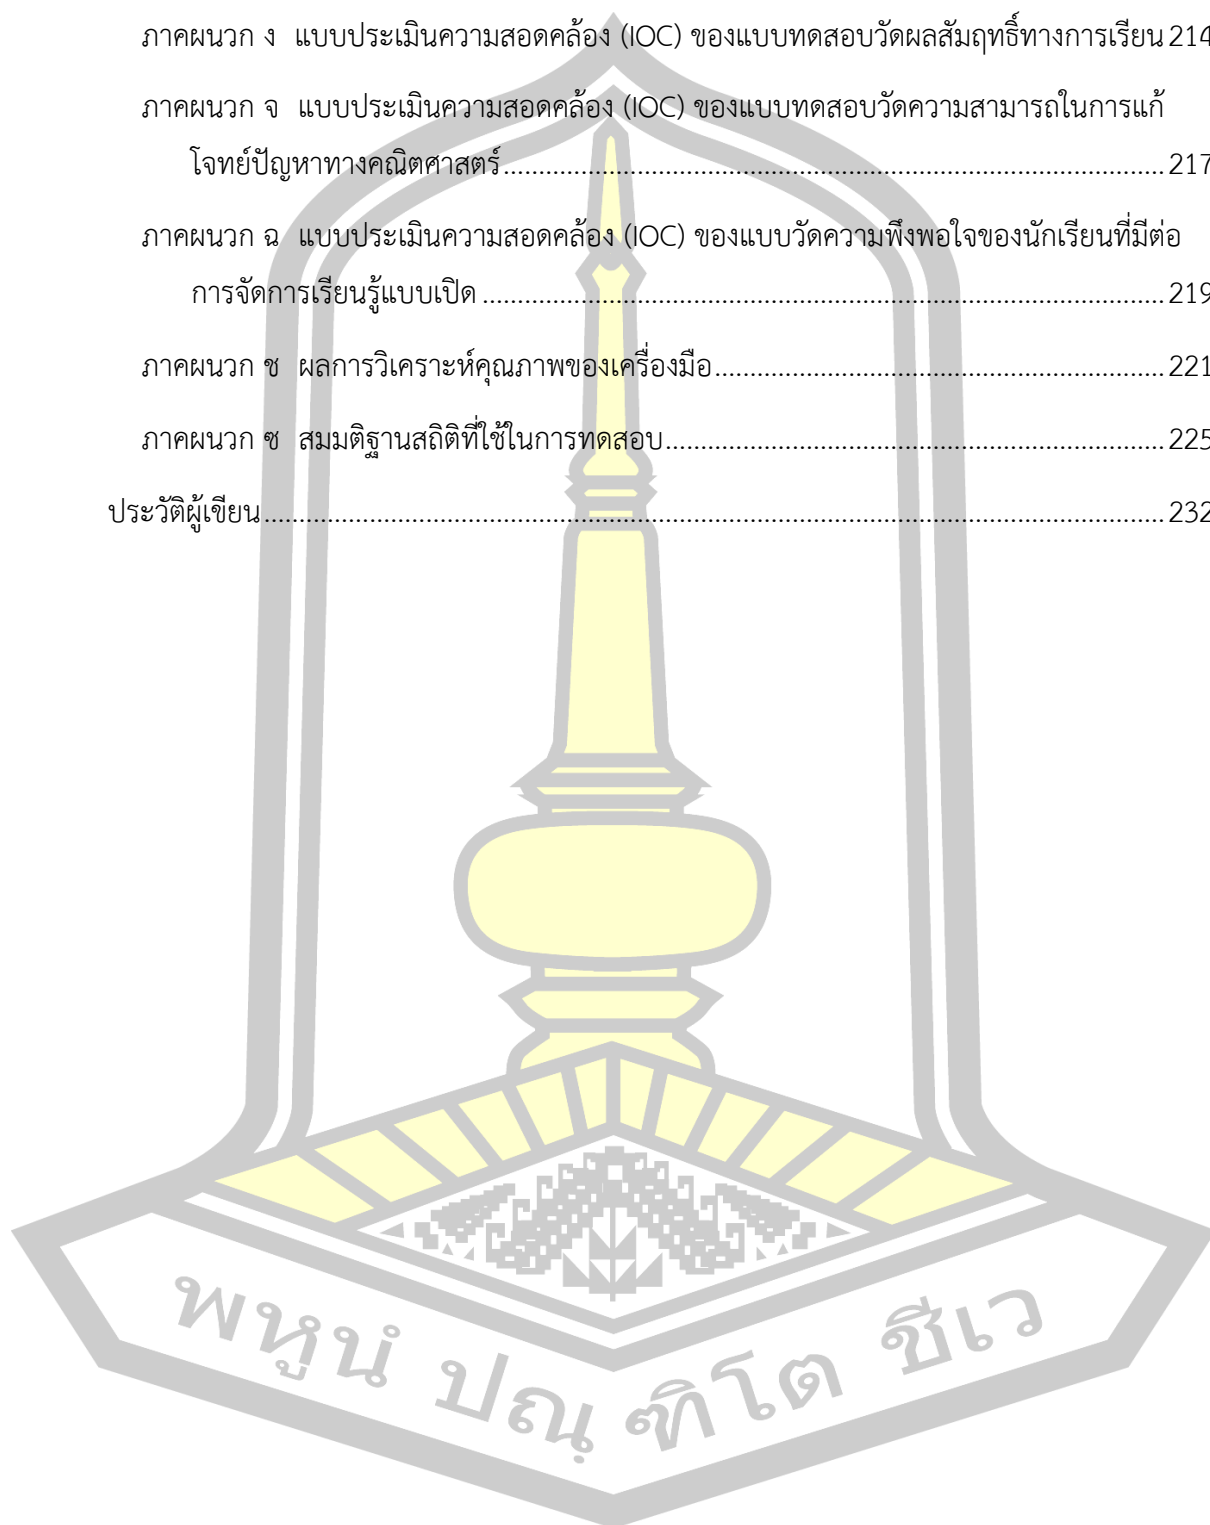 ภาคผนวก ง แบบประเมินความสอดคล้อง (IOC) ของแบบทดสอบวัดผลสัมฤทธิ์ทางการเรียน 214
ภาคผนวก จ แบบประเมินความสอดคล้อง (IOC) ของแบบทดสอบวัดความสามารถในการแก้
โจทย์ปัญหาทางคณิตศาสตร์ 217
ภาคผนวก ฉ แบบประเมินความสอดคล้อง (IOC) ของแบบวัดความพึงพอใจของนักเรียนที่มีต่อ
การจัดการเรียนรู้แบบเปิด 219
ภาคผนวก ช ผลการวิเคราะห์คุณภาพของเครื่องมือ 221
ภาคผนวก ซ สมมติฐานสถิติที่ใช้ในการทดสอบ 225
ประวัติผู้เขียน 232
พหูนํ ปณฺ ฑิโต ชีเว